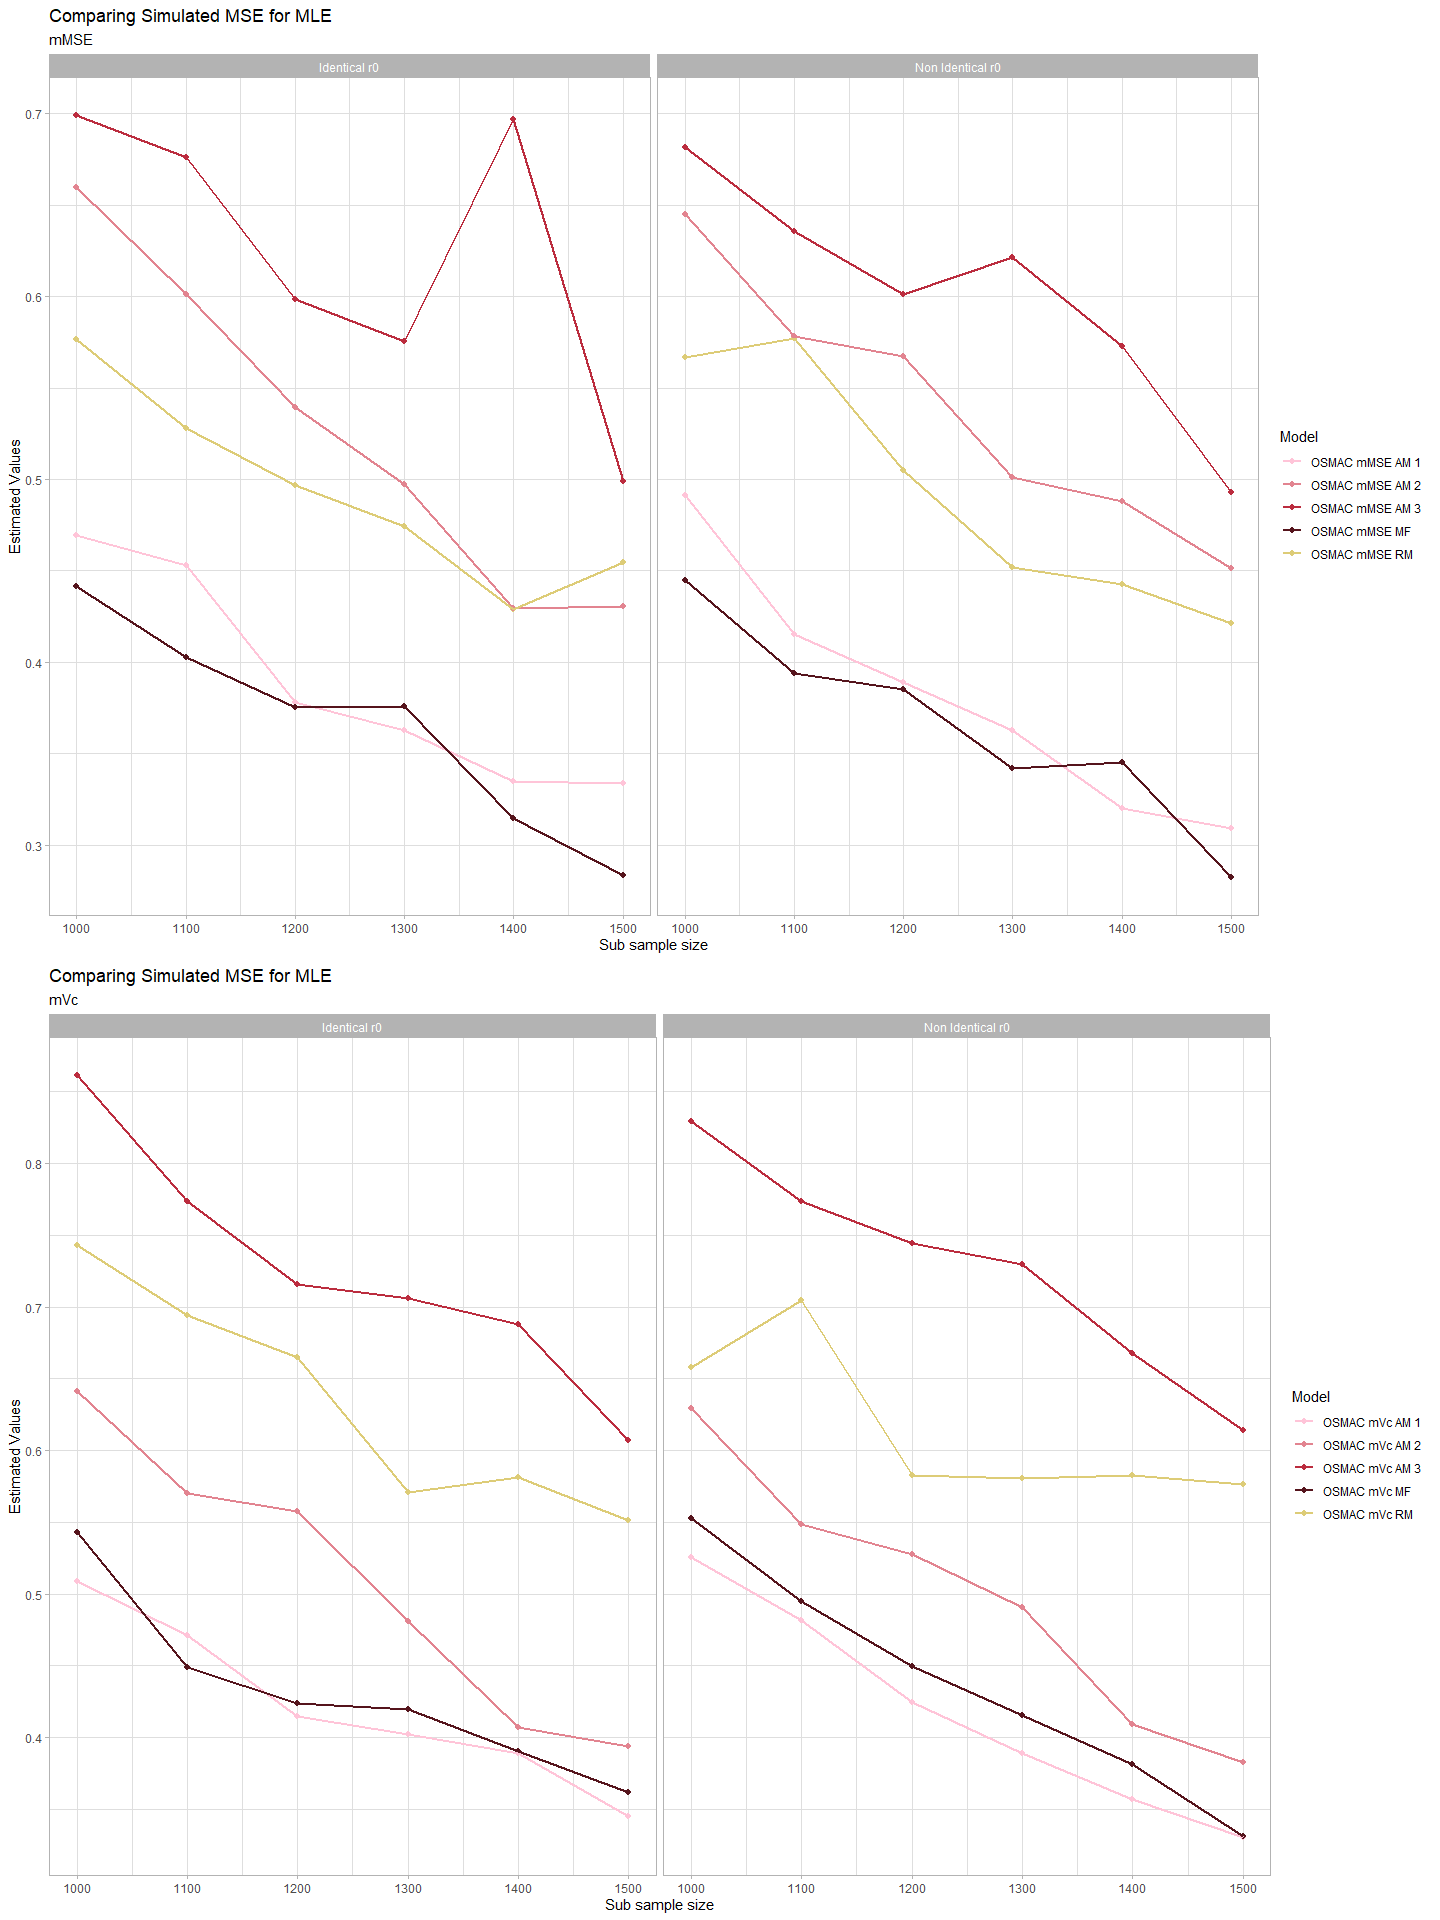 Comparing Simulated MSE for MLE
mMSE
Identical r0
Non Identical r0
0.7
0.6
0.5
0.4
0.3
Estimated Values
1000 1100 1200 1300 1400 1500
1000 1100 1200 1300 1400 1500
Sub sample size
Model
OSMAC mMSE AM 1
OSMAC mMSE AM 2
OSMAC mMSE AM 3
OSMAC mMSE MF
OSMAC mMSE RM
Comparing Simulated MSE for MLE
mVc
Identical r0
Non Identical r0
0.8
0.7
0.6
0.5
0.4
Estimated Values
1000 1100 1200 1300 1400 1500
1000 1100 1200 1300 1400 1500
Sub sample size
Model
OSMAC mVc AM 1
OSMAC mVc AM 2
OSMAC mVc AM 3
OSMAC mVc MF
OSMAC mVc RM